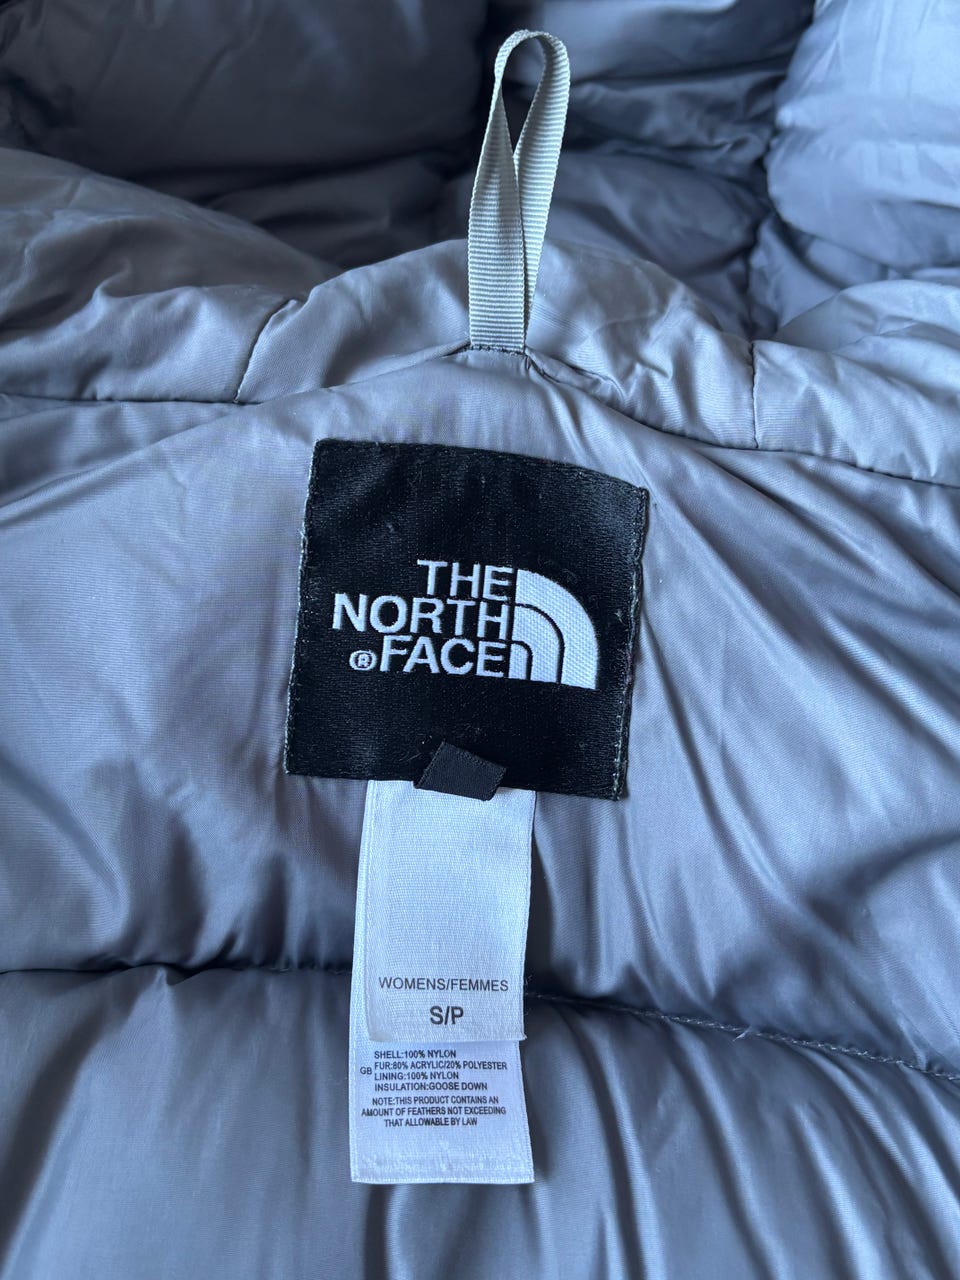 THE
NORTH
® FACE
WOMENS/FEMMES
S/P
SHELL:100% NYLON
GB FUR:80% ACRYLIC/20% POLYESTER
LINING:100% NYLON
INSULATION:GOOSE DOWN
NOTE:THIS PRODUCT CONTAINS AN
AMOUNT OF FEATHERS NOT EXCEEDING
THAT ALLOWABLE BY LAW